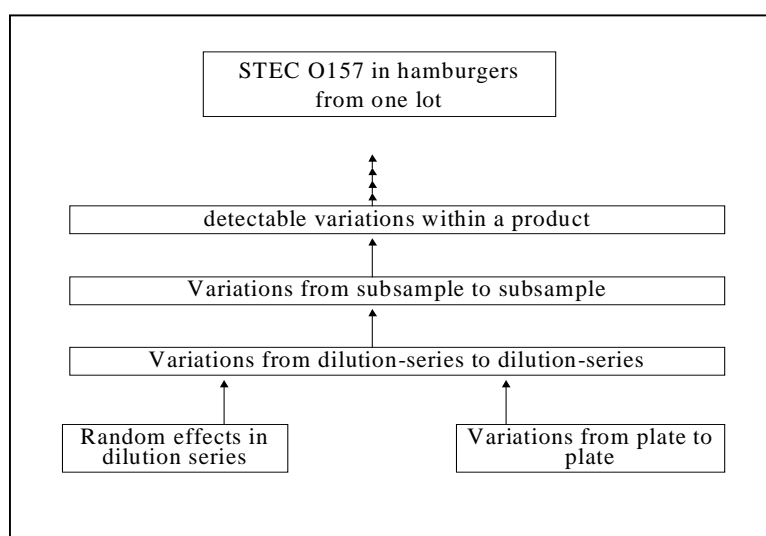 STEC O157 in hamburgers
from one lot
detectable variations within a product
Variations from subsample to subsample
Variations from dilution-series to dilution-series
Random effects in
dilution series
Variations from plate to
plate